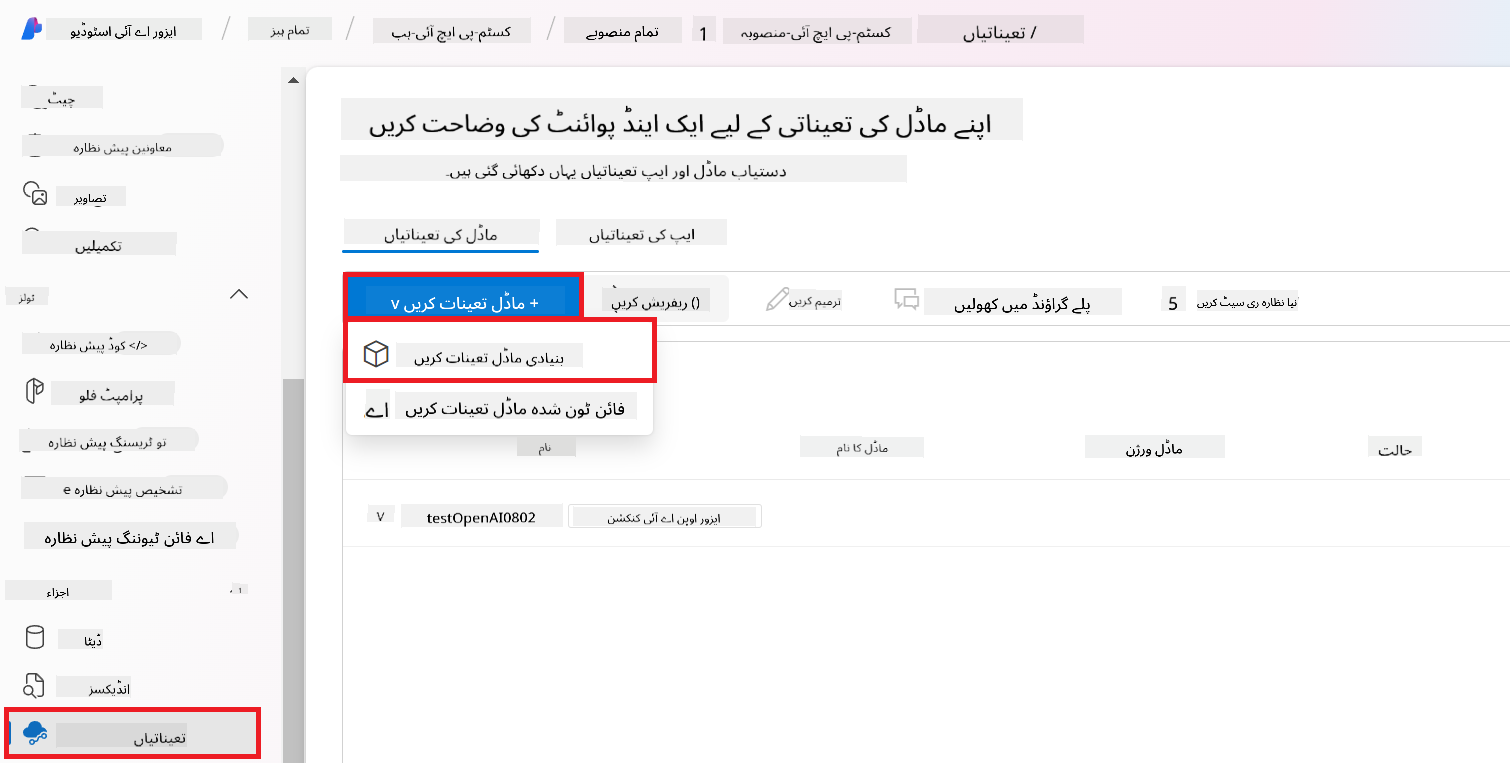 ایزور اے آئی اسٹوڈیو / تمام ہبز / کسٹم-پی ایچ آئی-ہب / تمام منصوبے 1 کسٹم-پی ایچ آئی-منصوبہ / تعیناتیاں
چیٹ
معاونین پیش نظارہ
تصاویر
تکمیلیں
ٹولز
</> کوڈ پیش نظارہ
پرامپٹ فلو
تو ٹریسنگ پیش نظارہ
e تشخیص پیش نظارہ
اے فائن ٹیوننگ پیش نظارہ
اجزاء
ڈیٹا
انڈیکسز
تعیناتیاں
اپنے ماڈل کی تعیناتی کے لیے ایک اینڈ پوائنٹ کی وضاحت کریں
دستیاب ماڈل اور ایپ تعیناتیاں یہاں دکھائی گئی ہیں۔
ماڈل کی تعیناتیاں
ایپ کی تعیناتیاں
+ ماڈل تعینات کریں v
() ریفریش کریں
ترمیم کریں
پلے گراؤنڈ میں کھولیں
5 نیا نظارہ ری سیٹ کریں
بنیادی ماڈل تعینات کریں
اے فائن ٹون شدہ ماڈل تعینات کریں
نام
ماڈل کا نام
ماڈل ورژن
حالت
v testOpenAI0802 ایزور اوپن اے آئی کنکشن